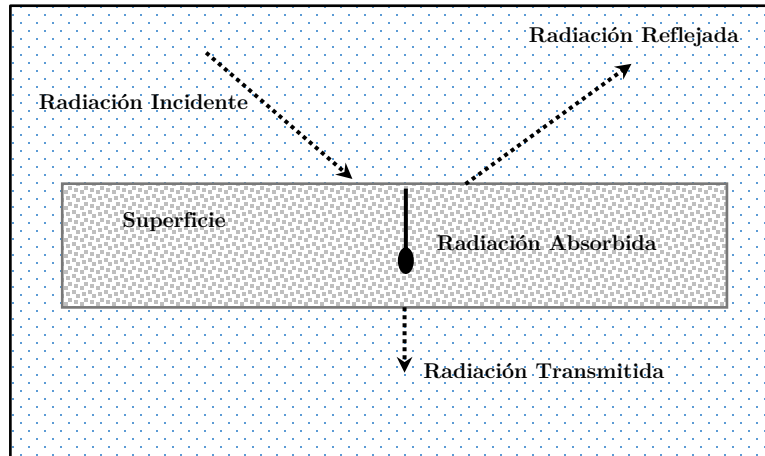 Radiación Reflejada
Radiación Incidente
Superficie
Radiación Absorbida
Radiación Transmitida